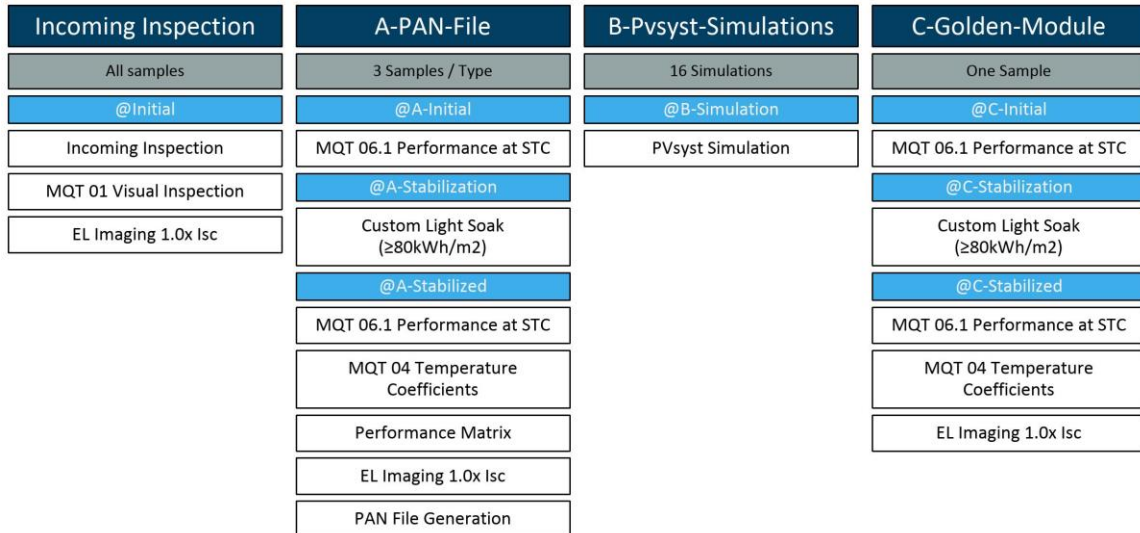 Incoming Inspection
All samples
@Initial
Incoming Inspection
MQT 01 Visual Inspection
EL Imaging 1.0x Isc
A-PAN-File
3 Samples / Type
@A-Initial
MQT 06.1 Performance at STC
@A-Stabilization
Custom Light Soak
(≥80kWh/m2)
@A-Stabilized
MQT 06.1 Performance at STC
MQT 04 Temperature
Coefficients
Performance Matrix
EL Imaging 1.0x Isc
PAN File Generation
B-Pvsyst-Simulations
16 Simulations
@B-Simulation
PVsyst Simulation
C-Golden-Module
One Sample
@C-Initial
MQT 06.1 Performance at STC
@C-Stabilization
Custom Light Soak
(≥80kWh/m2)
@C-Stabilized
MQT 06.1 Performance at STC
MQT 04 Temperature
Coefficients
EL Imaging 1.0x Isc